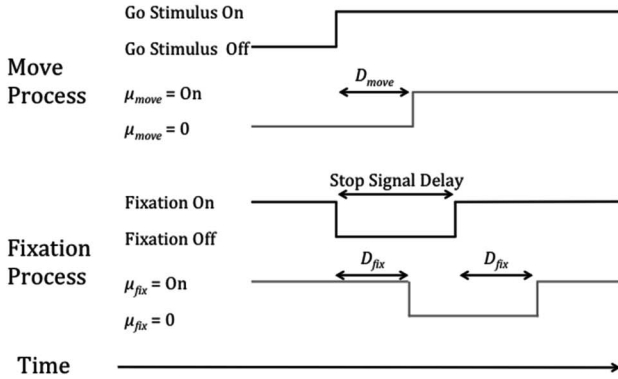 Go Stimulus On
Go Stimulus Off
Move
Process
D_move
μ_move = On
μ_move = 0
Stop Signal Delay
Fixation On
Fixation Off
Fixation
Process
D_fix
D_fix
μ_fix = On
μ_fix = 0
Time